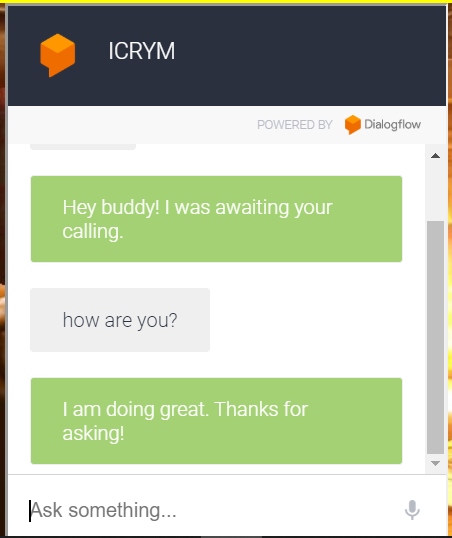 ICRYM
POWERED BY Dialogflow
Hey buddy! I was awaiting your
calling.
how are you?
I am doing great. Thanks for
asking!
Ask something...